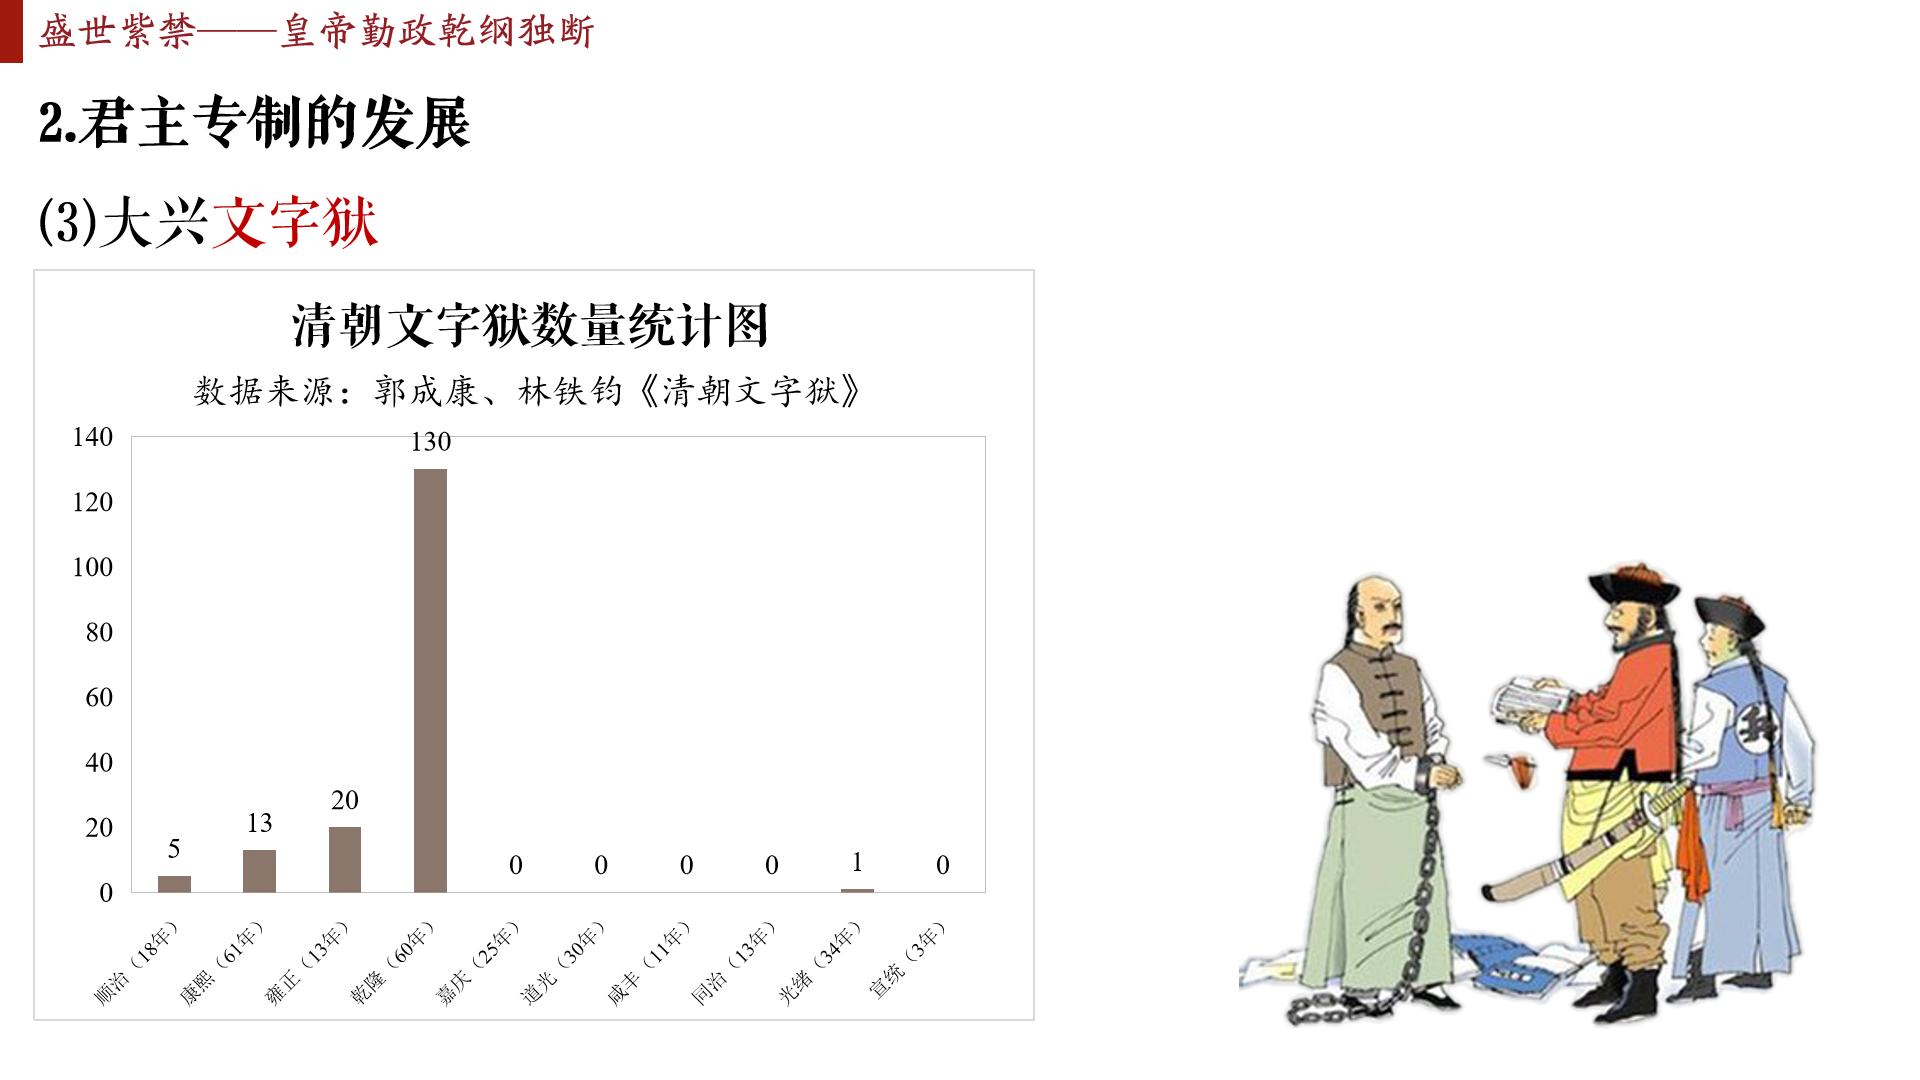 盛世紫禁——皇帝勤政乾纲独断
2.君主专制的发展
(3)大兴文字狱
清朝文字狱数量统计图
数据来源：郭成康、林铁钧《清朝文字狱》
140
120
100
80
60
40
20
0
5
13
20
130
0
0
0
0
1
0
顺治（18年）
康熙（61年）
雍正（13年）
乾隆（60年）
嘉庆（25年）
道光（30年）
咸丰（11年）
同治（13年）
光绪（34年）
宣统（3年）